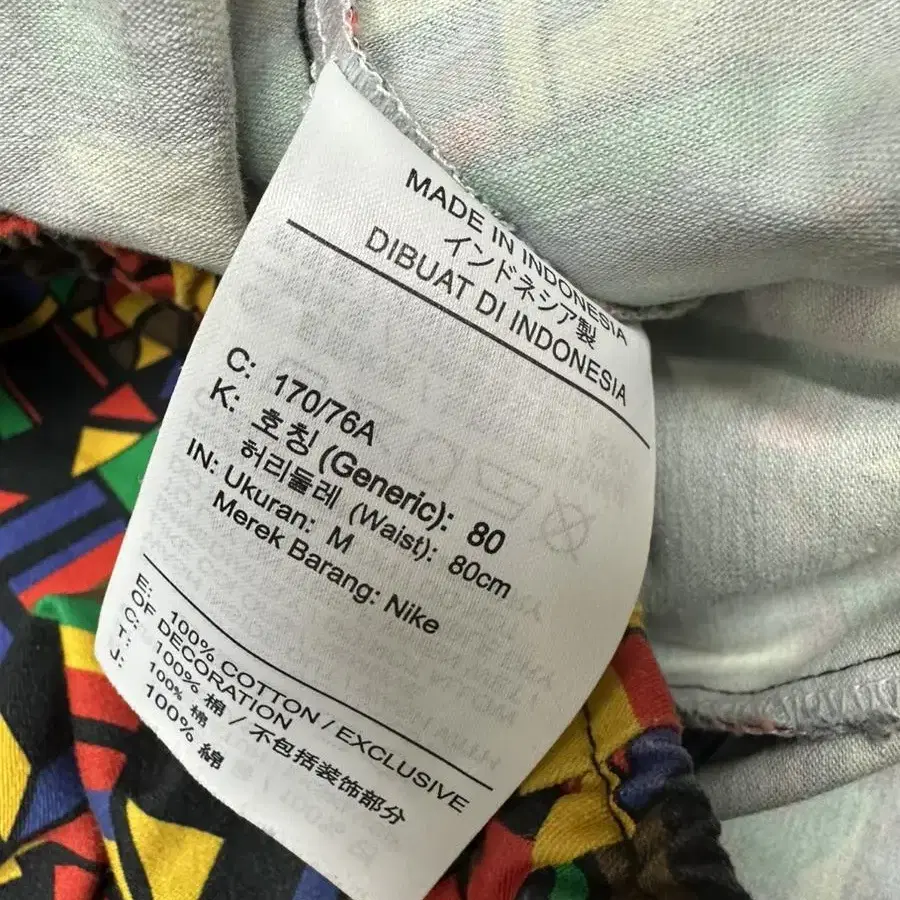 MADE IN INDONESIA
インドネシア製
DIBUAT DI INDONESIA
C: 170/76A
K: 호칭 (Generic): 80
허리둘레 (Waist): 80cm
IN: Ukuran: M
Merek Barang: Nike
E: 100% COTTON / EXCLUSIVE
OF DECORATION
C: 100% 棉 / 不包括装饰部分
T: 100% 棉
J: 100% 綿